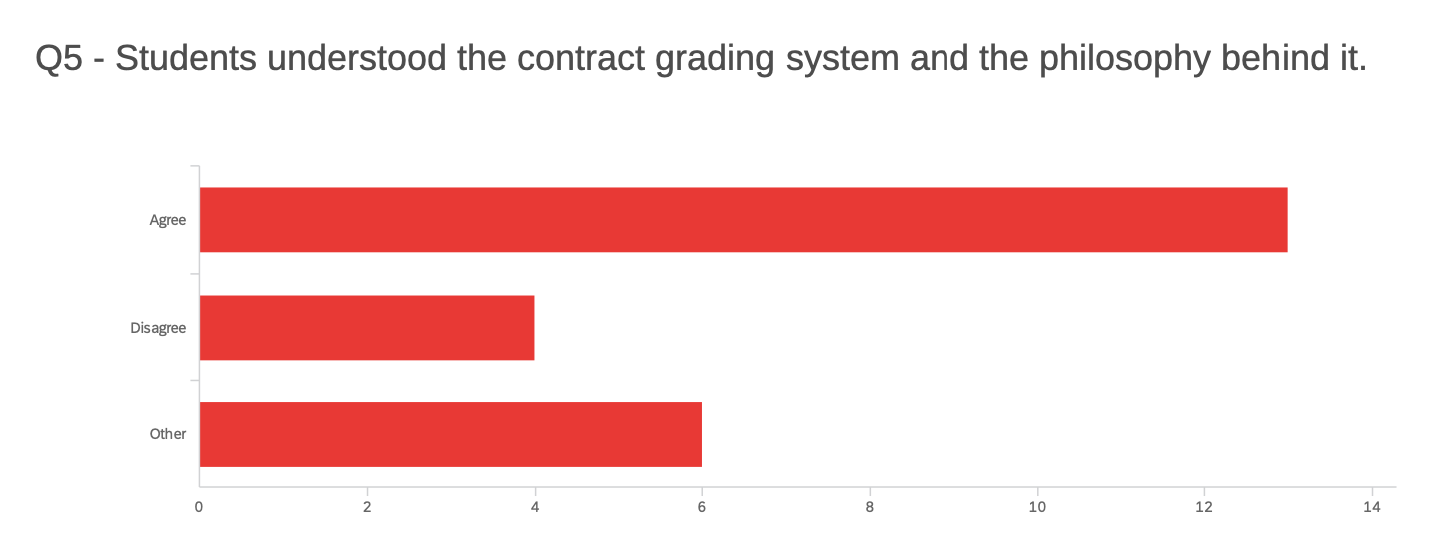 Q5 - Students understood the contract grading system and the philosophy behind it.
Agree
Disagree
Other
0 2 4 6 8 10 12 14